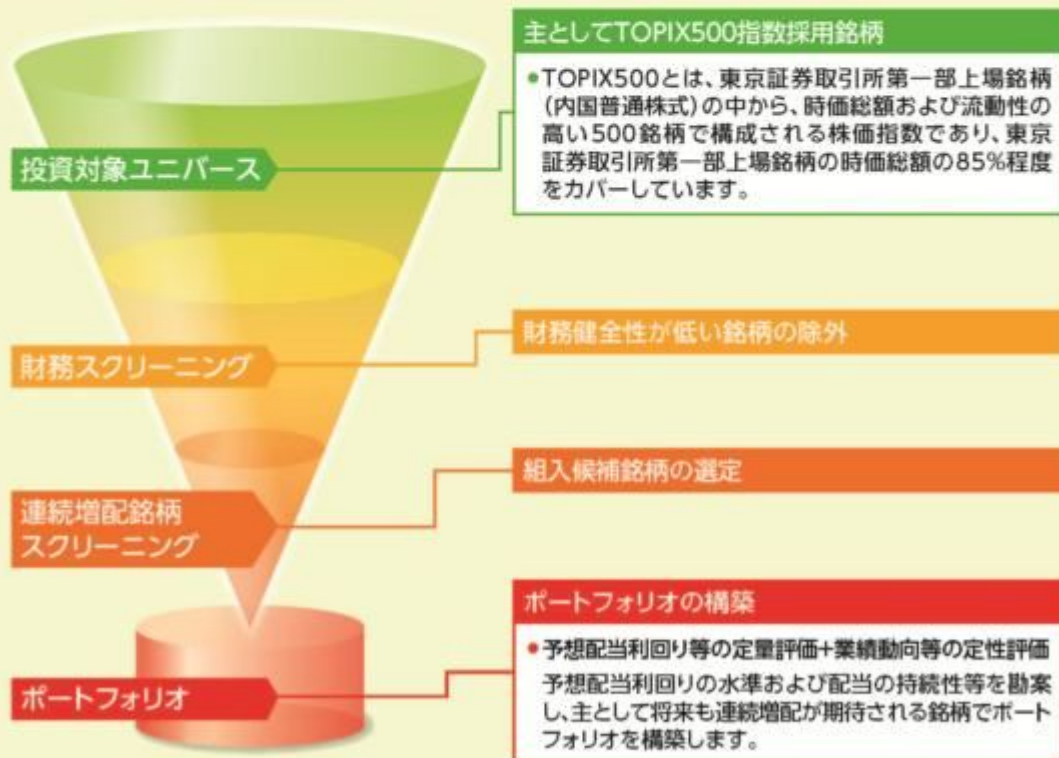 主としてTOPIX500指数採用銘柄
•TOPIX500とは、東京証券取引所第一部上場銘柄
(内国普通株式)の中から、時価総額および流動性の
高い500銘柄で構成される株価指数であり、東京
証券取引所第一部上場銘柄の時価総額の85%程度
をカバーしています。
投資対象ユニバース
財務健全性が低い銘柄の除外
財務スクリーニング
組入候補銘柄の選定
連続増配銘柄
スクリーニング
ポートフォリオの構築
•予想配当利回り等の定量評価+業績動向等の定性評価
予想配当利回りの水準および配当の持続性等を勘案
し、主として将来も連続増配が期待される銘柄でポート
フォリオを構築します。
ポートフォリオ